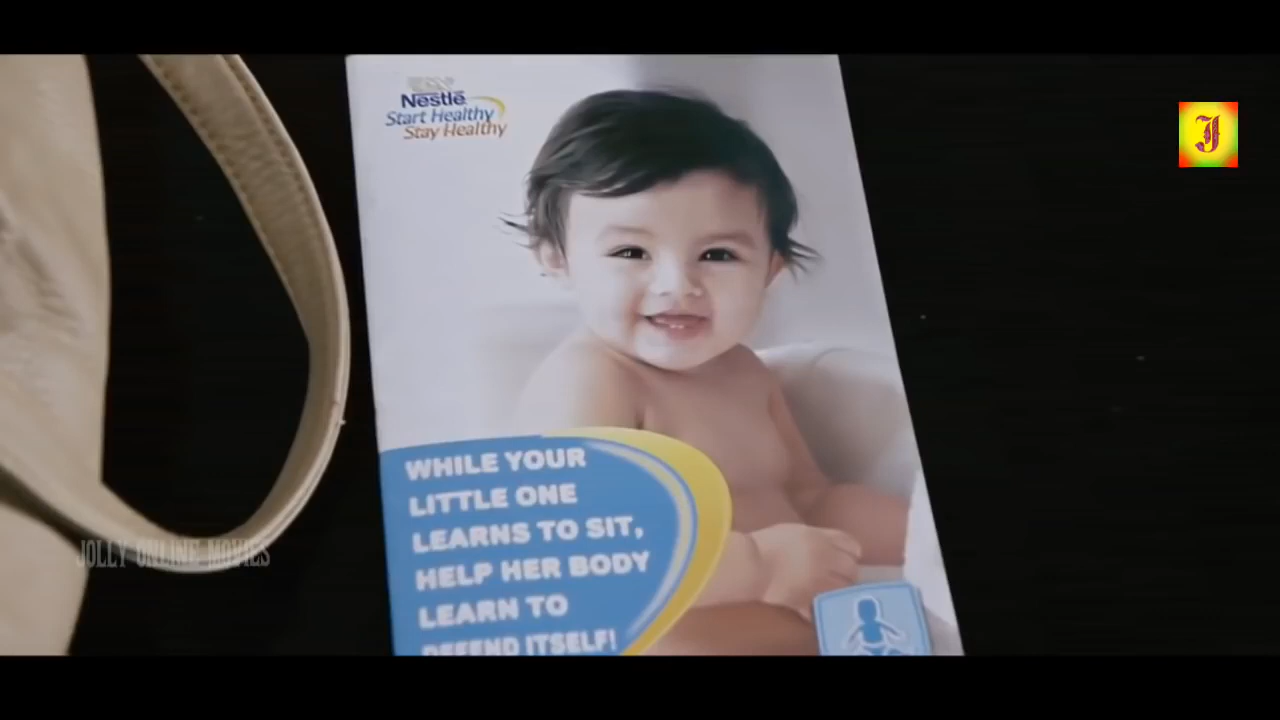 Nestlé
Start Healthy
Stay Healthy
J
WHILE YOUR
LITTLE ONE
LEARNS TO SIT,
HELP HER BODY
LEARN TO
DEFEND ITSELF!
JOLLY ONLINE MOVIES